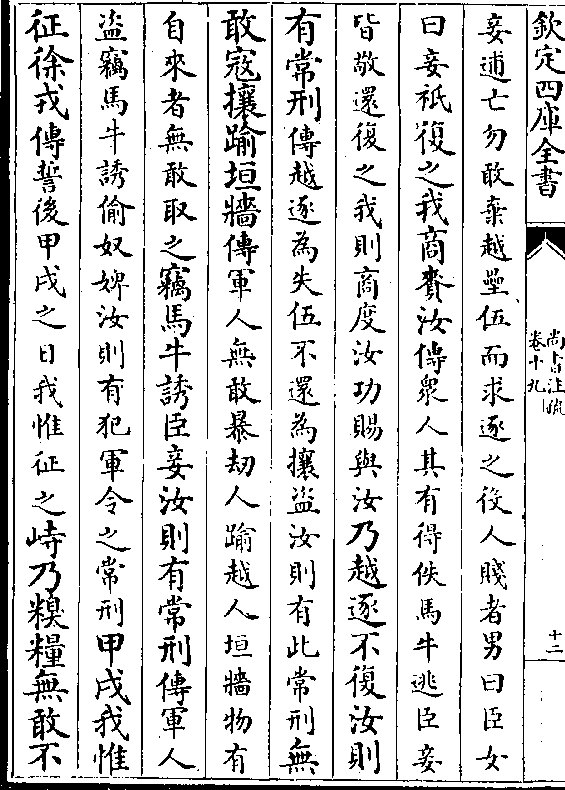 欽定四庫全書
尚書注疏
卷十九
十二
妾逋亡勿敢棄越壘伍而求逐之役人賤者男曰臣女
曰妾祗復之我商賚汝傳衆人其有得佚馬牛逃臣妾
皆敬還復之我則商度汝功賜與汝乃越逐不復汝則
有常刑傳越逐為失伍不還為攘盗汝則有此常刑無
敢寇攘踰垣牆傳軍人無敢暴劫人踰越人垣牆物有
自來者無敢取之竊馬牛誘臣妾汝則有常刑傳軍人
盗竊馬牛誘偷奴婢汝則有犯軍令之常刑甲戌我惟
征徐戎傳誓後甲戌之日我惟征之峙乃糗糧無敢不